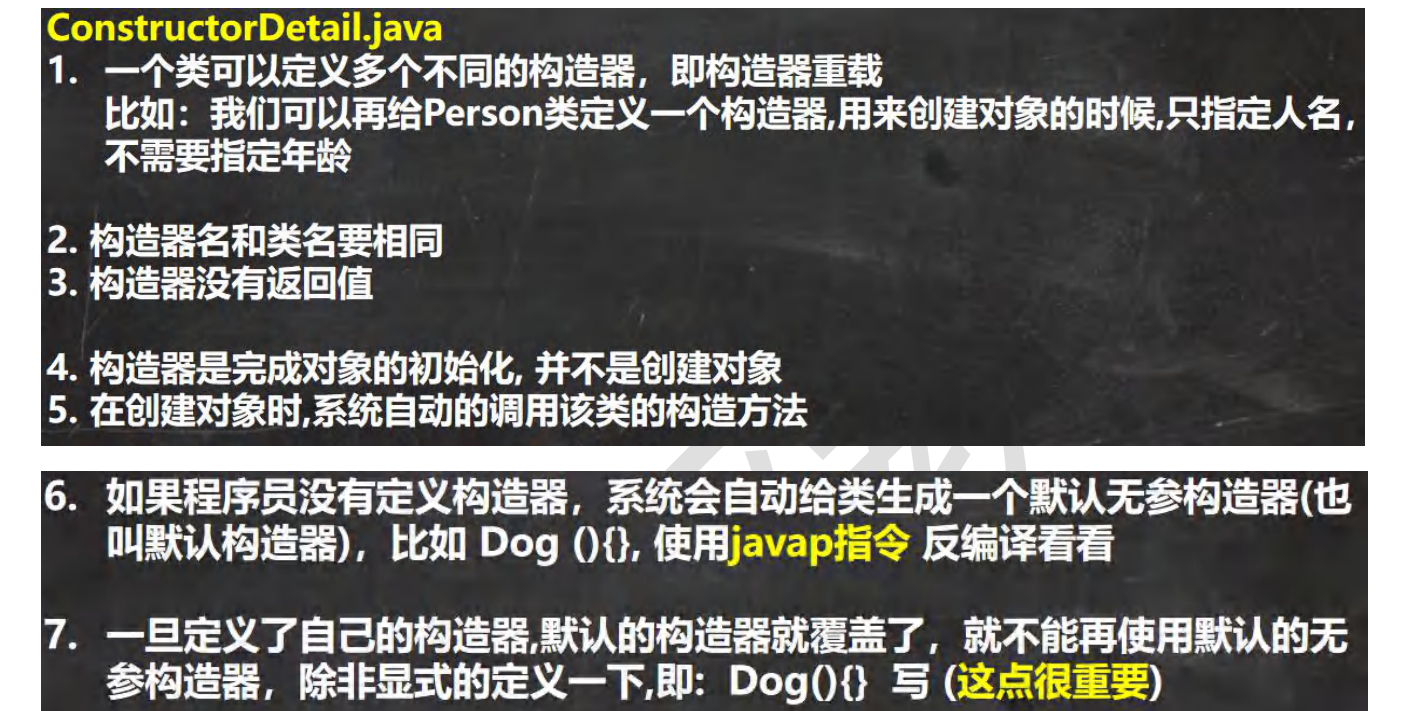 ConstructorDetail.java
1. 一个类可以定义多个不同的构造器，即构造器重载
比如：我们可以再给Person类定义一个构造器,用来创建对象的时候,只指定人名，
不需要指定年龄
2. 构造器名和类名要相同
3. 构造器没有返回值
4. 构造器是完成对象的初始化, 并不是创建对象
5. 在创建对象时,系统自动的调用该类的构造方法
6. 如果程序员没有定义构造器，系统会自动给类生成一个默认无参构造器(也
叫默认构造器)，比如 Dog (){}, 使用javap指令 反编译看看
7. 一旦定义了自己的构造器,默认的构造器就覆盖了，就不能再使用默认的无
参构造器，除非显式的定义一下,即: Dog(){} 写 (这点很重要)